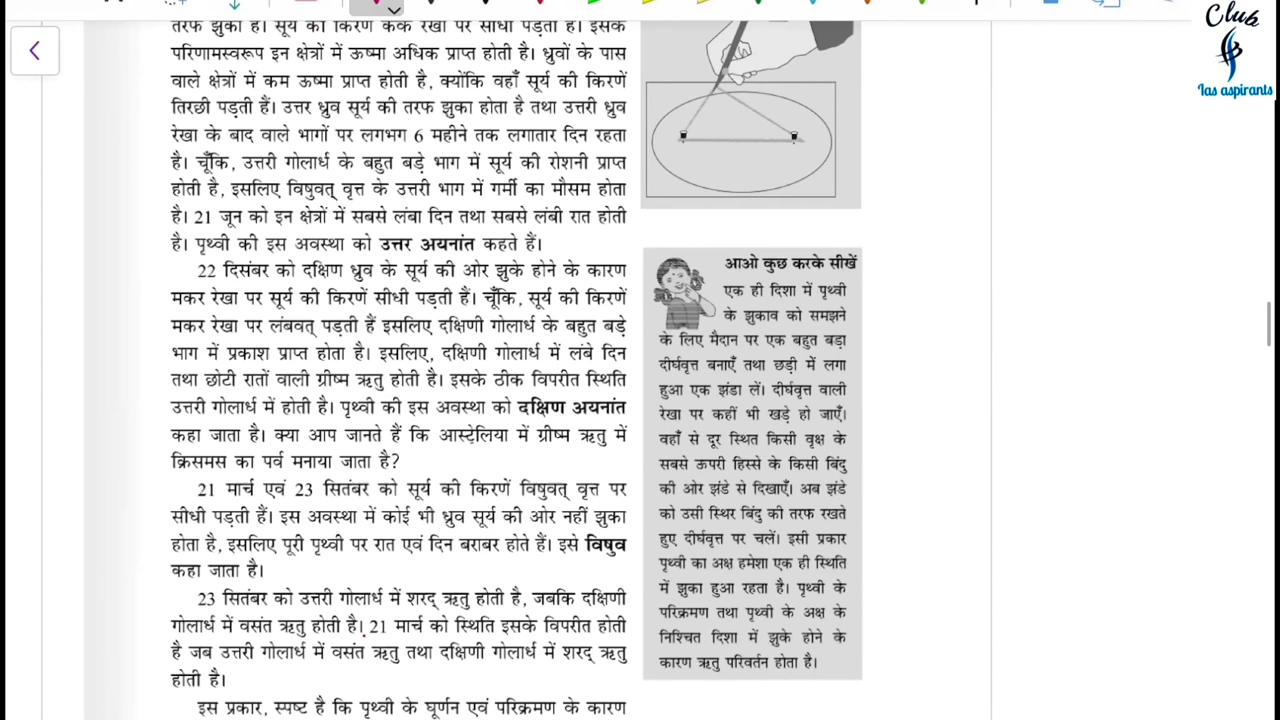 Club
Ias aspirants
तरफ झुका है। सूर्य की किरणें कर्क रेखा पर सीधी पड़ती हैं। इसके
परिणामस्वरूप इन क्षेत्रों में ऊष्मा अधिक प्राप्त होती है। ध्रुवों के पास
वाले क्षेत्रों में कम ऊष्मा प्राप्त होती है, क्योंकि वहाँ सूर्य की किरणें
तिरछी पड़ती हैं। उत्तर ध्रुव सूर्य की तरफ झुका होता है तथा उत्तरी ध्रुव
रेखा के बाद वाले भागों पर लगभग 6 महीने तक लगातार दिन रहता
है। चूँकि, उत्तरी गोलार्ध के बहुत बड़े भाग में सूर्य की रोशनी प्राप्त
होती है, इसलिए विषुवत् वृत्त के उत्तरी भाग में गर्मी का मौसम होता
है। 21 जून को इन क्षेत्रों में सबसे लंबा दिन तथा सबसे लंबी रात होती
है। पृथ्वी की इस अवस्था को उत्तर अयनांत कहते हैं।
22 दिसंबर को दक्षिण ध्रुव के सूर्य की ओर झुके होने के कारण
मकर रेखा पर सूर्य की किरणें सीधी पड़ती हैं। चूँकि, सूर्य की किरणें
मकर रेखा पर लंबवत् पड़ती हैं इसलिए दक्षिणी गोलार्ध के बहुत बड़े
भाग में प्रकाश प्राप्त होता है। इसलिए, दक्षिणी गोलार्ध में लंबे दिन
तथा छोटी रातों वाली ग्रीष्म ऋतु होती है। इसके ठीक विपरीत स्थिति
उत्तरी गोलार्ध में होती है। पृथ्वी की इस अवस्था को दक्षिण अयनांत
कहा जाता है। क्या आप जानते हैं कि आस्ट्रेलिया में ग्रीष्म ऋतु में
क्रिसमस का पर्व मनाया जाता है?
21 मार्च एवं 23 सितंबर को सूर्य की किरणें विषुवत् वृत्त पर
सीधी पड़ती हैं। इस अवस्था में कोई भी ध्रुव सूर्य की ओर नहीं झुका
होता है, इसलिए पूरी पृथ्वी पर रात एवं दिन बराबर होते हैं। इसे विषुव
कहा जाता है।
23 सितंबर को उत्तरी गोलार्ध में शरद् ऋतु होती है, जबकि दक्षिणी
गोलार्ध में वसंत ऋतु होती है। 21 मार्च को स्थिति इसके विपरीत होती
है जब उत्तरी गोलार्ध में वसंत ऋतु तथा दक्षिणी गोलार्ध में शरद् ऋतु
होती है।
इस प्रकार, स्पष्ट है कि पृथ्वी के घूर्णन एवं परिक्रमण के कारण
आओ कुछ करके सीखें
एक ही दिशा में पृथ्वी
के झुकाव को समझने
के लिए मैदान पर एक बहुत बड़ा
दीर्घवृत्त बनाएँ तथा छड़ी में लगा
हुआ एक झंडा लें। दीर्घवृत्त वाली
रेखा पर कहीं भी खड़े हो जाएँ।
वहाँ से दूर स्थित किसी वृक्ष के
सबसे ऊपरी हिस्से के किसी बिंदु
की ओर झंडे से दिखाएँ। अब झंडे
को उसी स्थिर बिंदु की तरफ रखते
हुए दीर्घवृत्त पर चलें। इसी प्रकार
पृथ्वी का अक्ष हमेशा एक ही स्थिति
में झुका हुआ रहता है। पृथ्वी के
परिक्रमण तथा पृथ्वी के अक्ष के
निश्चित दिशा में झुके होने के
कारण ऋतु परिवर्तन होता है।